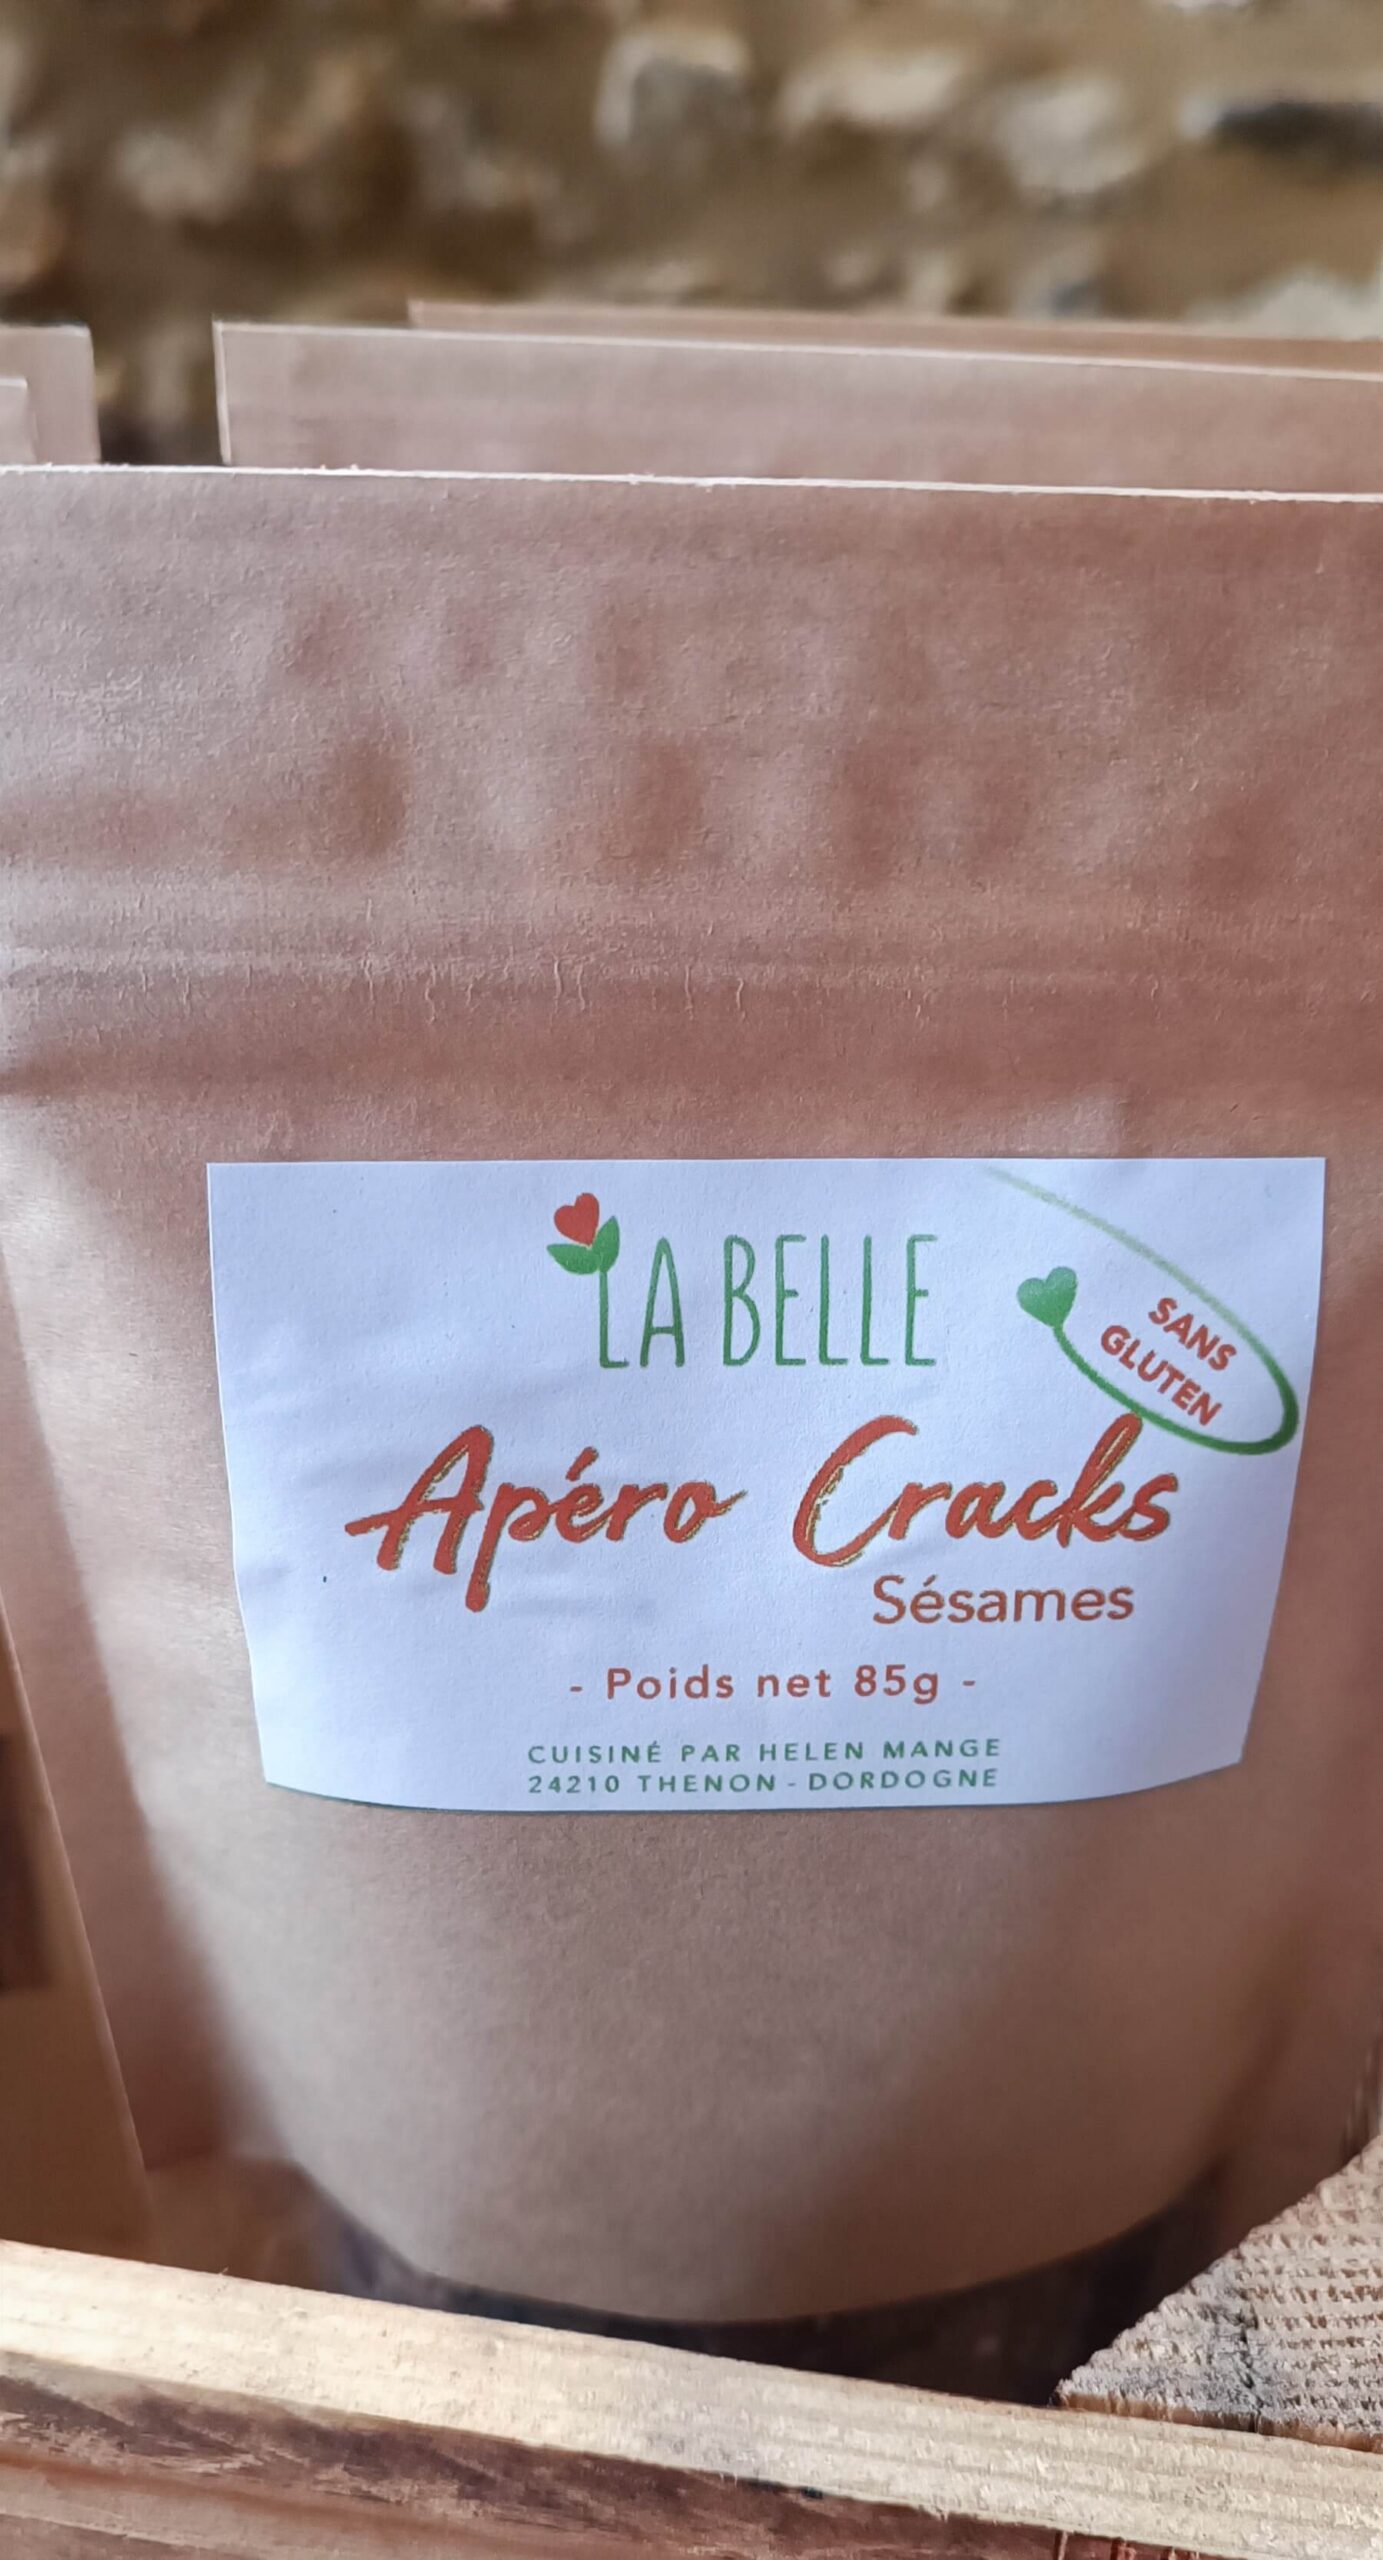 LA BELLE
SANS
GLUTEN
Apéro Cracks
Sésames
- Poids net 85g -
CUISINÉ PAR HELEN MANGE
24210 THENON - DORDOGNE